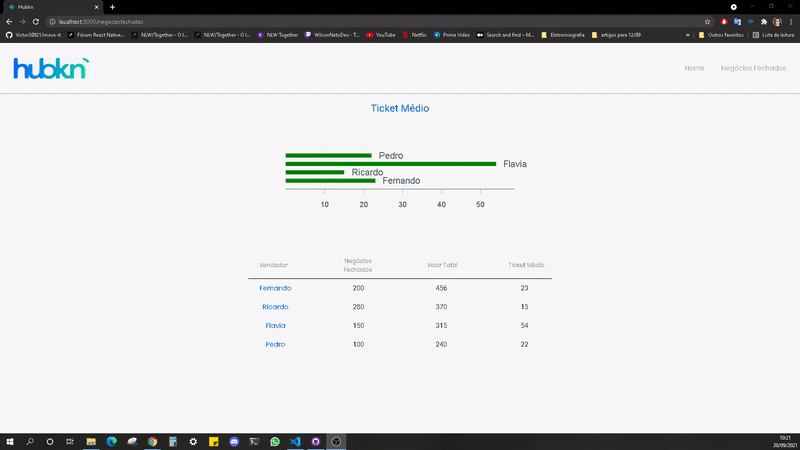 Hubkn
localhost:3000/negociosfechados
Victor30821/move-it
Fórum React Native...
NLW/Together - O I...
NLW/Together - O I...
NLW Together
WilsonNetoDev - T...
YouTube
Netflix
Prime Video
Search and find – M...
Eletromiografia
artigos para 12/09
»
Outros favoritos
Lista de leitura
hubkn
Home
Negócios Fechados
Ticket Médio
Pedro
Flavia
Ricardo
Fernando
10 20 30 40 50
Vendedor Negócios Fechados Valor Total Ticket Médio
Fernando 200 456 23
Ricardo 280 370 15
Flavia 150 315 54
Pedro 100 240 22
10:21
20/09/2021